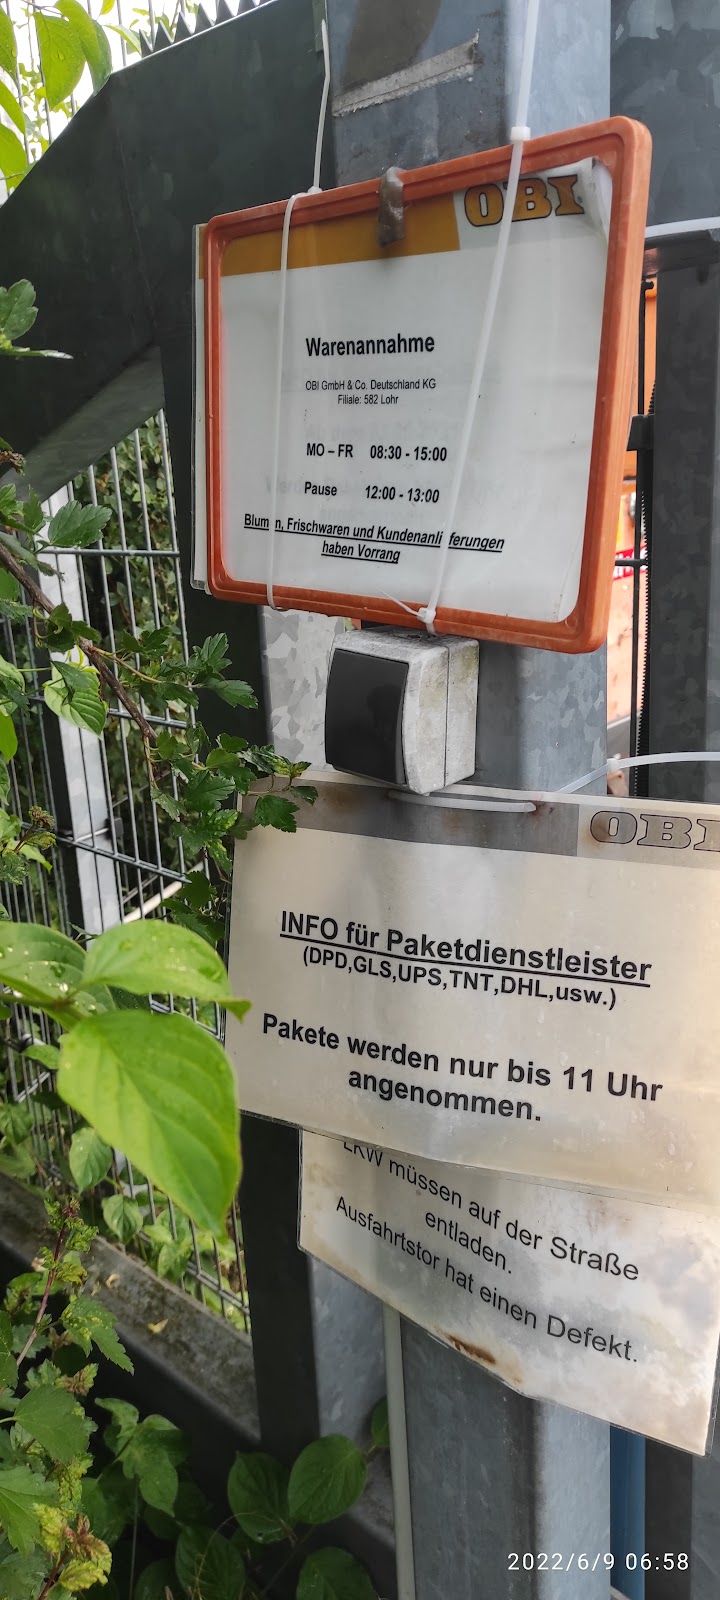 OBI
Warenannahme
OBI GmbH & Co. Deutschland KG
Filiale: 582 Lohr
MO – FR 08:30 - 15:00
Pause 12:00 - 13:00
Blumen, Frischwaren und Kundenanlieferungen
haben Vorrang
OBI
INFO für Paketdienstleister
(DPD,GLS,UPS,TNT,DHL,usw.)
Pakete werden nur bis 11 Uhr
angenommen.
LKW müssen auf der Straße
entladen.
Ausfahrtstor hat einen Defekt.
2022/6/9 06:58